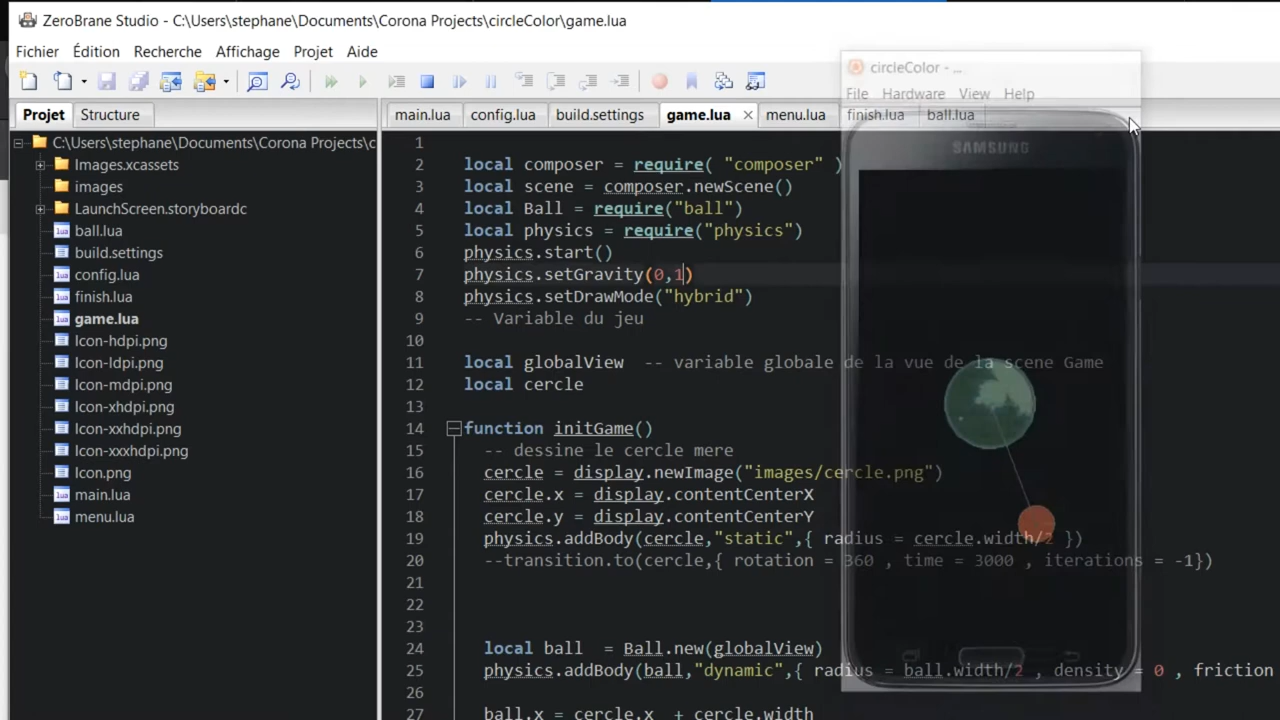 ZeroBrane Studio - C:\Users\stephane\Documents\Corona Projects\circleColor\game.lua
Fichier Édition Recherche Affichage Projet Aide
Projet Structure
C:\Users\stephane\Documents\Corona Projects\c
Images.xcassets
images
LaunchScreen.storyboardc
ball.lua
build.settings
config.lua
finish.lua
game.lua
Icon-hdpi.png
Icon-ldpi.png
Icon-mdpi.png
Icon-xhdpi.png
Icon-xxhdpi.png
Icon-xxxhdpi.png
Icon.png
main.lua
menu.lua
main.lua config.lua build.settings game.lua menu.lua finish.lua ball.lua
1
2 local composer = require( "composer" )
3 local scene = composer.newScene()
4 local Ball = require("ball")
5 local physics = require("physics")
6 physics.start()
7 physics.setGravity(0,1)
8 physics.setDrawMode("hybrid")
9 -- Variable du jeu
10
11 local globalView -- variable globale de la vue de la scene Game
12 local cercle
13
14 function initGame()
15 -- dessine le cercle mere
16 cercle = display.newImage("images/cercle.png")
17 cercle.x = display.contentCenterX
18 cercle.y = display.contentCenterY
19 physics.addBody(cercle,"static",{ radius = cercle.width/2 })
20 --transition.to(cercle,{ rotation = 360 , time = 3000 , iterations = -1})
21
22
23
24 local ball = Ball.new(globalView)
25 physics.addBody(ball,"dynamic",{ radius = ball.width/2 , density = 0 , friction
26
27 ball.x = cercle.x + cercle.width
circleColor - ...
File Hardware View Help
SAMSUNG